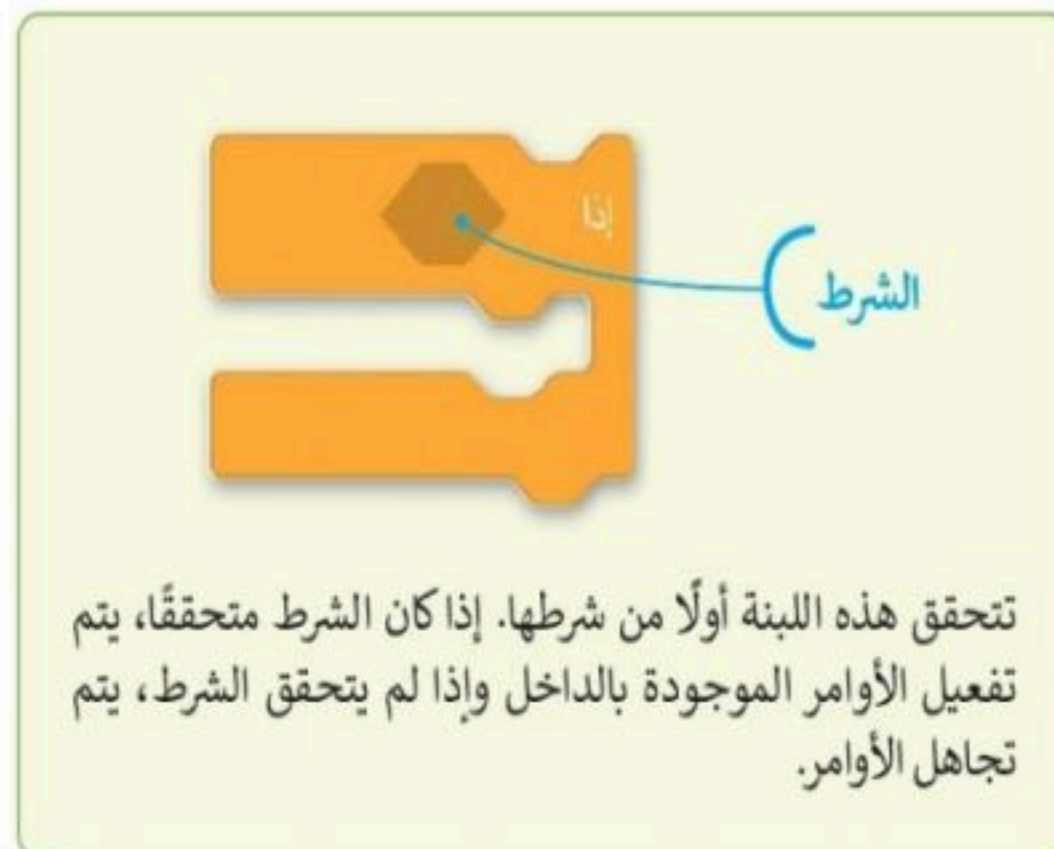 إذا
الشرط
تتحقق هذه اللبنة أولًا من شرطها. إذا كان الشرط متحققًا، يتم
تفعيل الأوامر الموجودة بالداخل وإذا لم يتحقق الشرط، يتم
تجاهل الأوامر.